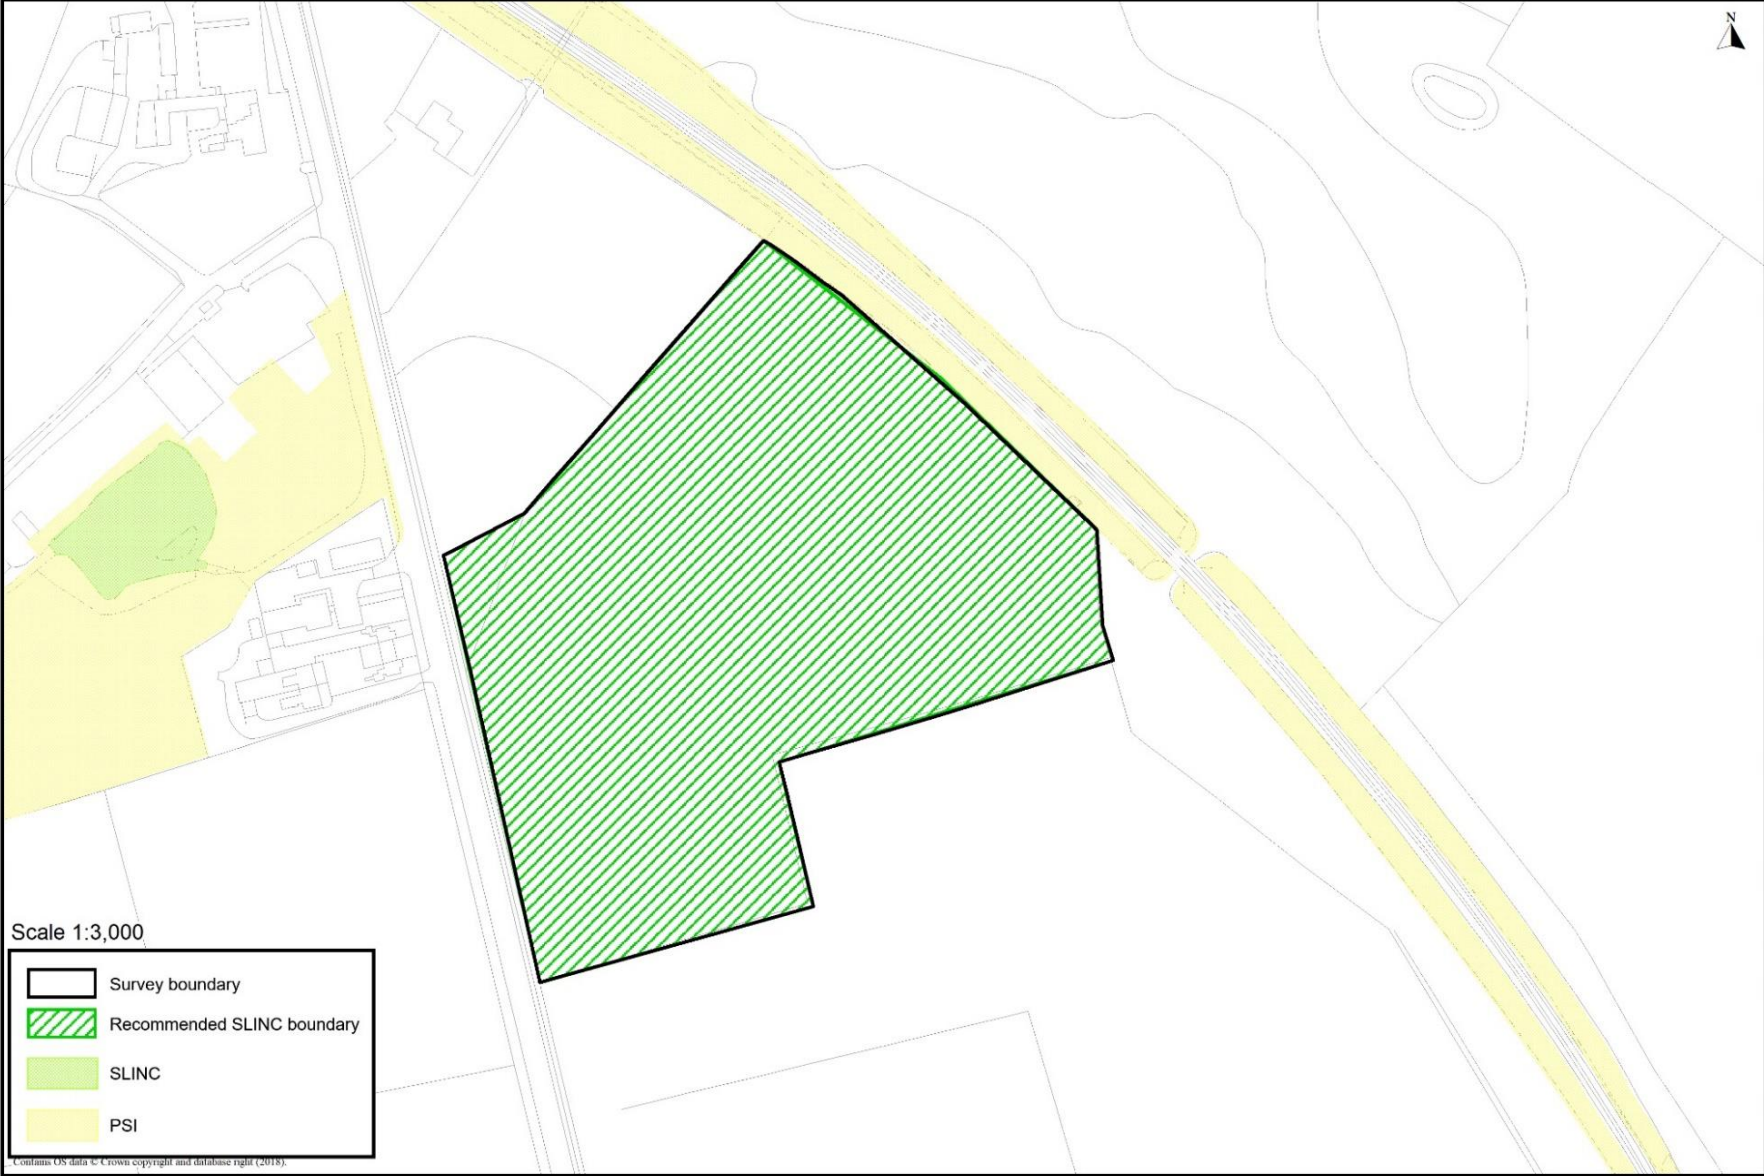 N
Scale 1:3,000
Survey boundary
Recommended SLINC boundary
SLINC
PSI
Contains OS data © Crown copyright and database right (2018).